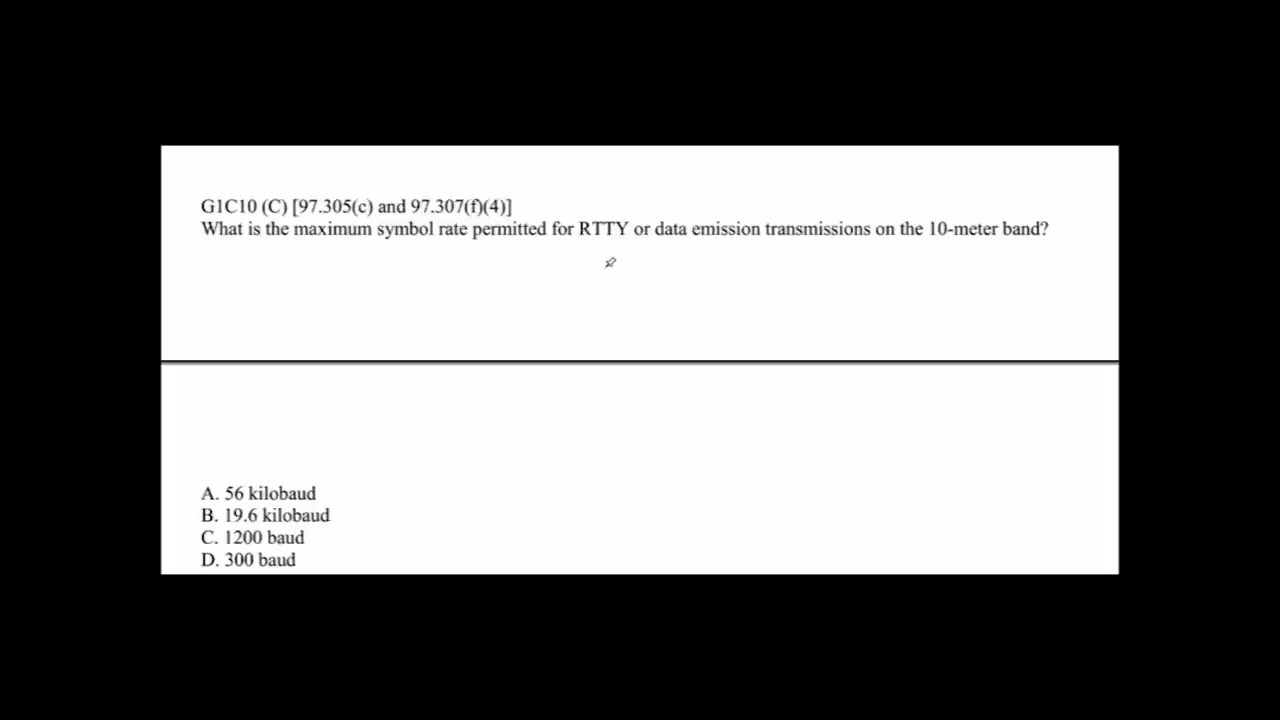 G1C10 (C) [97.305(c) and 97.307(f)(4)]
What is the maximum symbol rate permitted for RTTY or data emission transmissions on the 10-meter band?
A. 56 kilobaud
B. 19.6 kilobaud
C. 1200 baud
D. 300 baud